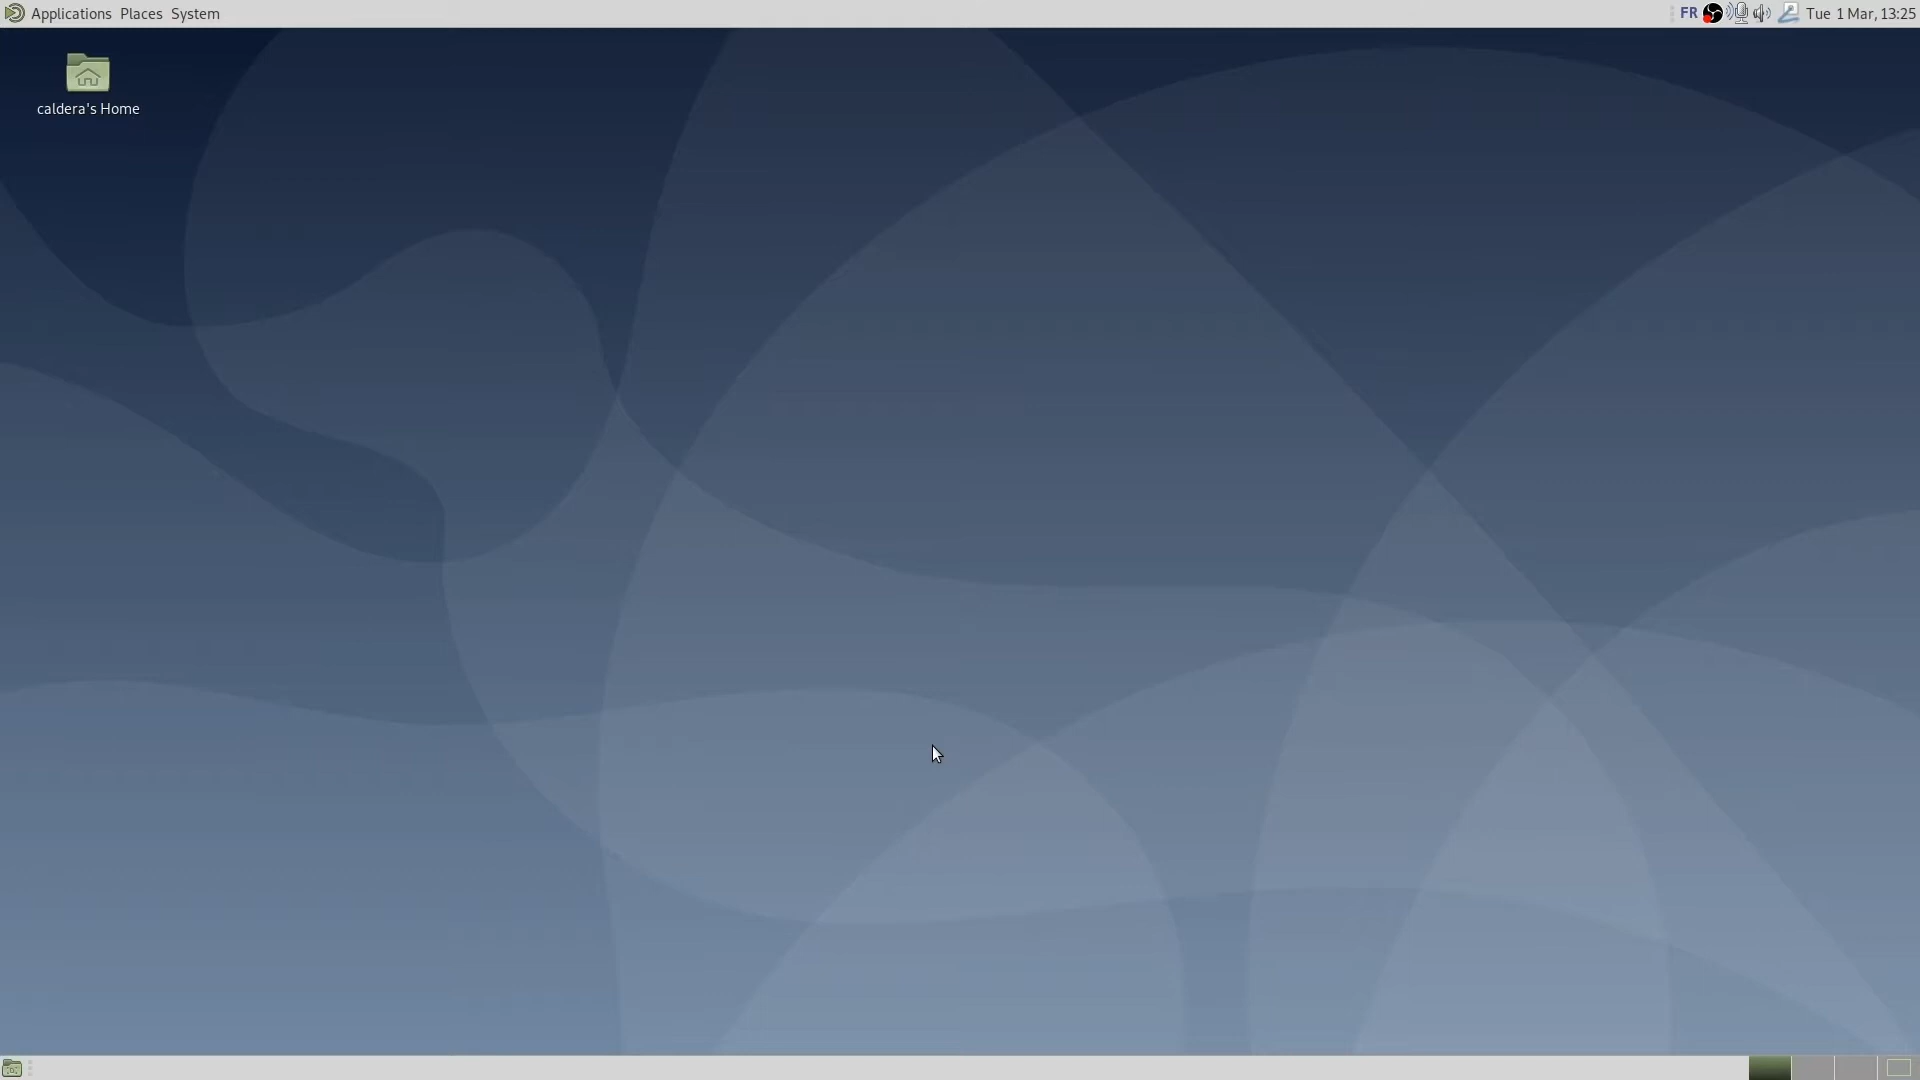 Applications Places System FR Tue 1 Mar, 13:25
caldera's Home